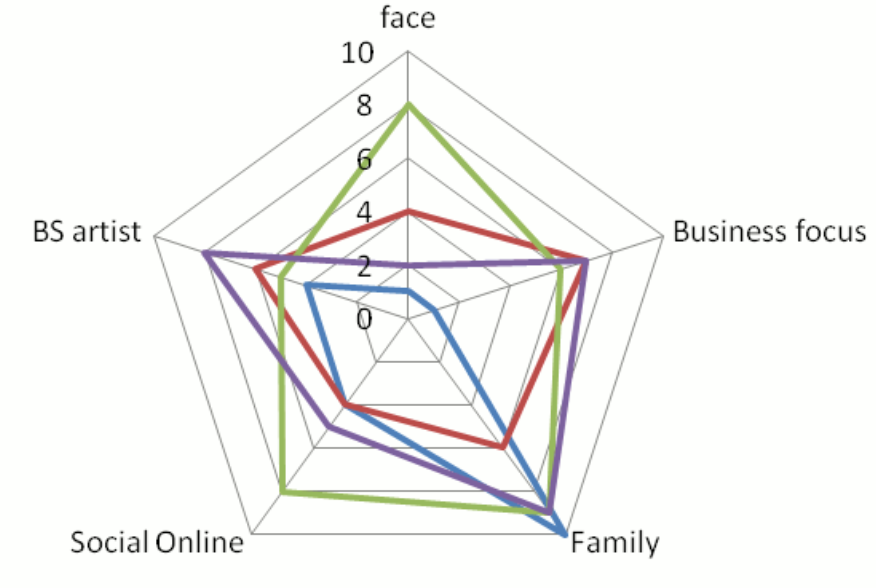 face
10
8
6
4
2
0
BS artist
Business focus
Social Online
Family